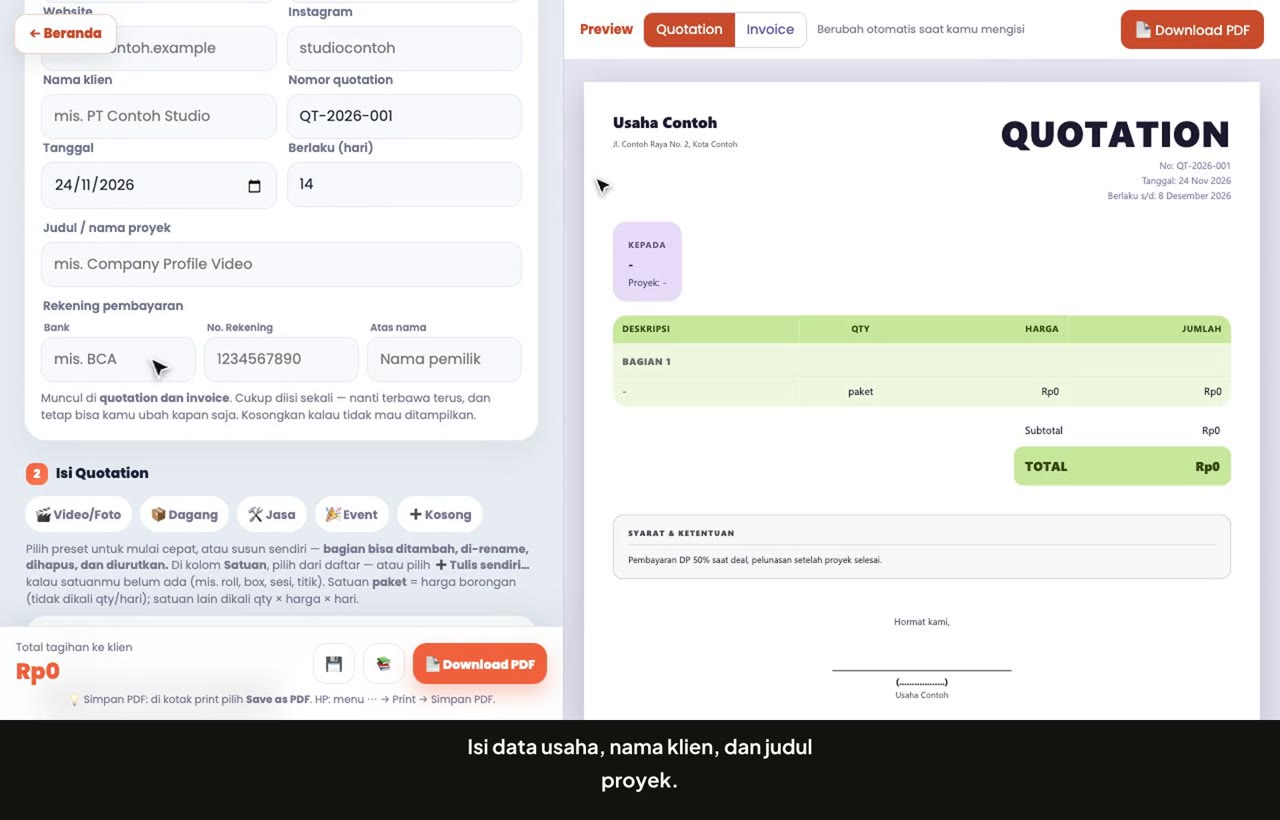 Website
Instagram
← Beranda
ontoh.example
studiocontoh
Nama klien
Nomor quotation
mis. PT Contoh Studio
QT-2026-001
Tanggal
Berlaku (hari)
24/11/2026
14
Judul / nama proyek
mis. Company Profile Video
Rekening pembayaran
Bank
No. Rekening
Atas nama
mis. BCA
1234567890
Nama pemilik
Muncul di quotation dan invoice. Cukup diisi sekali — nanti terbawa terus, dan
tetap bisa kamu ubah kapan saja. Kosongkan kalau tidak mau ditampilkan.
2 Isi Quotation
🎬 Video/Foto
📦 Dagang
🛠️ Jasa
🎉 Event
➕ Kosong
Pilih preset untuk mulai cepat, atau susun sendiri — bagian bisa ditambah, di-rename,
dihapus, dan diurutkan. Di kolom Satuan, pilih dari daftar — atau pilih ➕ Tulis sendiri...
kalau satuanmu belum ada (mis. roll, box, sesi, titik). Satuan paket = harga borongan
(tidak dikali qty/hari); satuan lain dikali qty × harga × hari.
Total tagihan ke klien
Rp0
📄 Download PDF
💡 Simpan PDF: di kotak print pilih Save as PDF. HP: menu ⋯ → Print → Simpan PDF.
Preview
Quotation
Invoice
Berubah otomatis saat kamu mengisi
📄 Download PDF
Usaha Contoh
Jl. Contoh Raya No. 2, Kota Contoh
QUOTATION
No: QT-2026-001
Tanggal: 24 Nov 2026
Berlaku s/d: 8 Desember 2026
KEPADA
-
Proyek: -
DESKRIPSI QTY HARGA JUMLAH
BAGIAN 1
- paket Rp0 Rp0
Subtotal Rp0
TOTAL Rp0
SYARAT & KETENTUAN
Pembayaran DP 50% saat deal, pelunasan setelah proyek selesai.
Hormat kami,
(..................)
Usaha Contoh
Isi data usaha, nama klien, dan judul
proyek.